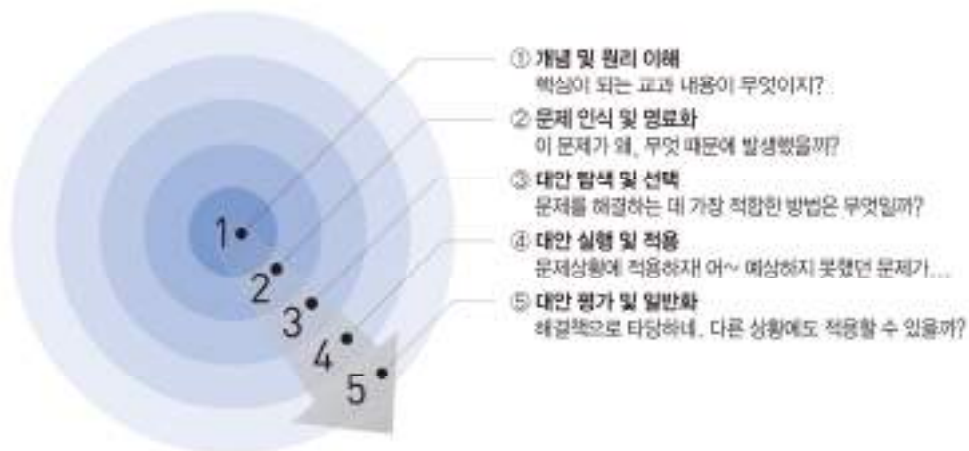 ① 개념 및 원리 이해
핵심이 되는 교과 내용이 무엇이지?
② 문제 인식 및 명료화
이 문제가 왜, 무엇 때문에 발생했을까?
③ 대안 탐색 및 선택
문제를 해결하는 데 가장 적합한 방법은 무엇일까?
④ 대안 실행 및 적용
문제상황에 적용하자! 어~ 예상하지 못했던 문제가...
⑤ 대안 평가 및 일반화
해결책으로 타당하네. 다른 상황에도 적용할 수 있을까?
1
2
3
4
5